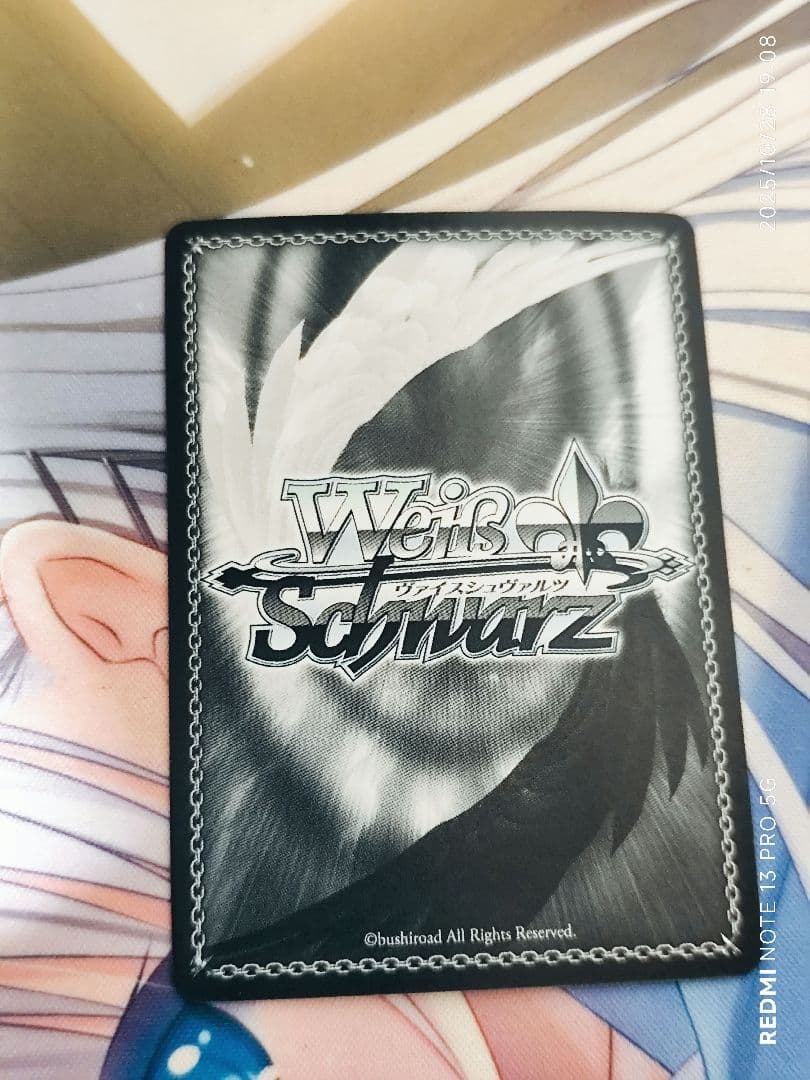 Weiß
ヴァイスシュヴァルツ
Schwarz
©bushiroad All Rights Reserved.
REDMI NOTE 13 PRO 5G
2025/10/28 19:08